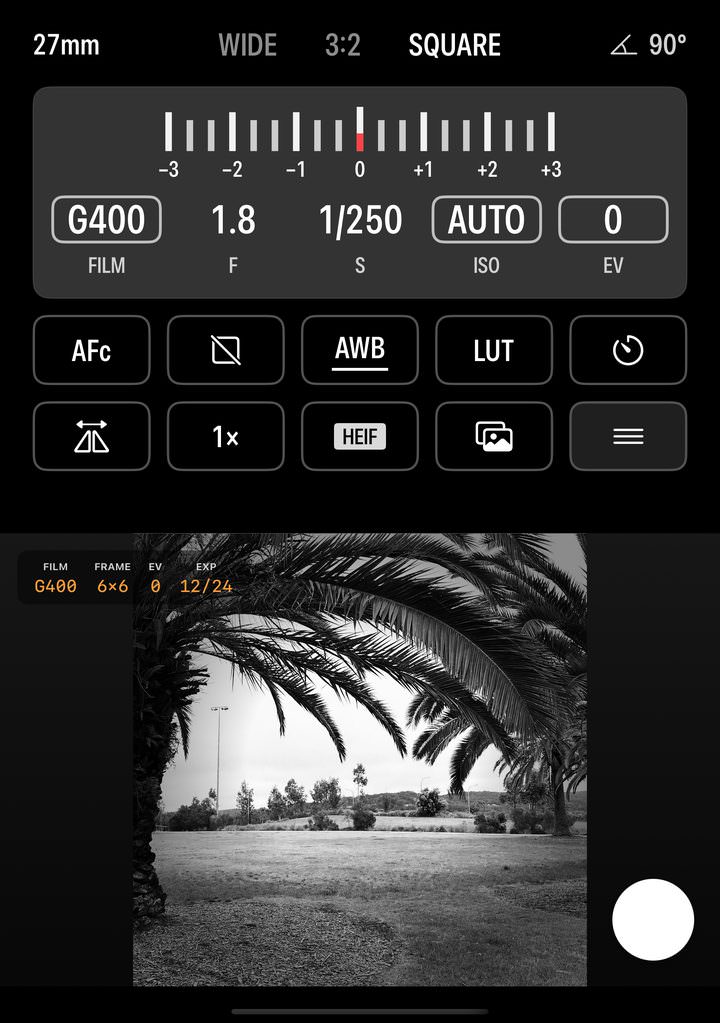 27mm WIDE 3:2 SQUARE 90°
−3 −2 −1 0 +1 +2 +3
G400 1.8 1/250 AUTO 0
FILM F S ISO EV
AFc AWB LUT
1× HEIF
FILM FRAME EV EXP
G400 6×6 0 12/24